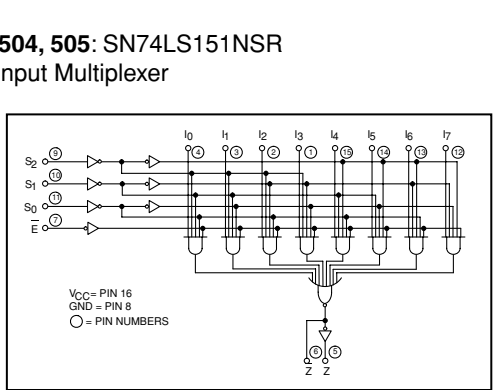 504, 505: SN74LS151NSR
nput Multiplexer
I0 I1 I2 I3 I4 I5 I6 I7
4 3 2 1 15 14 13 12
S2 9
S1 10
S0 11
E̅ 7
VCC= PIN 16
GND = PIN 8
= PIN NUMBERS
6 5
Z̅ Z